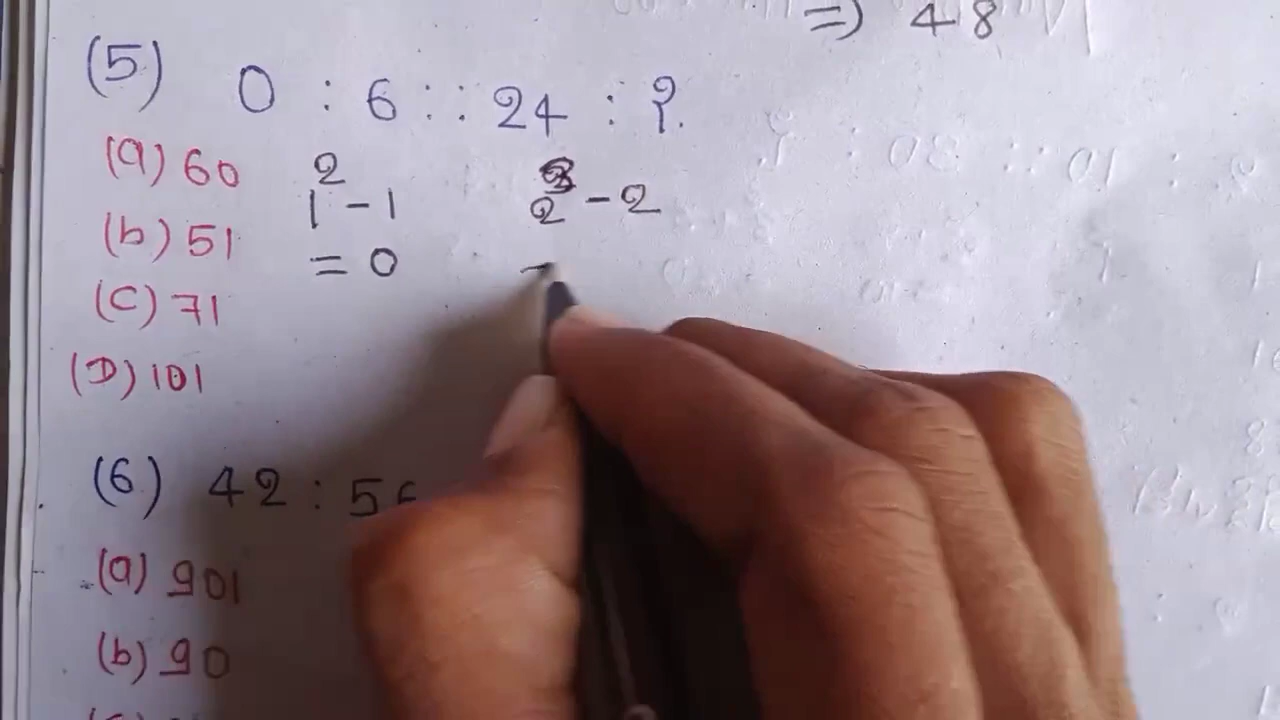 =) 48
(5) 0 : 6 :: 24 : ?
(a) 60
(b) 51
(C) 71
(D) 101
1² - 1
= 0
2³ - 2
(6) 42 : 56
(a) 901
(b) 90